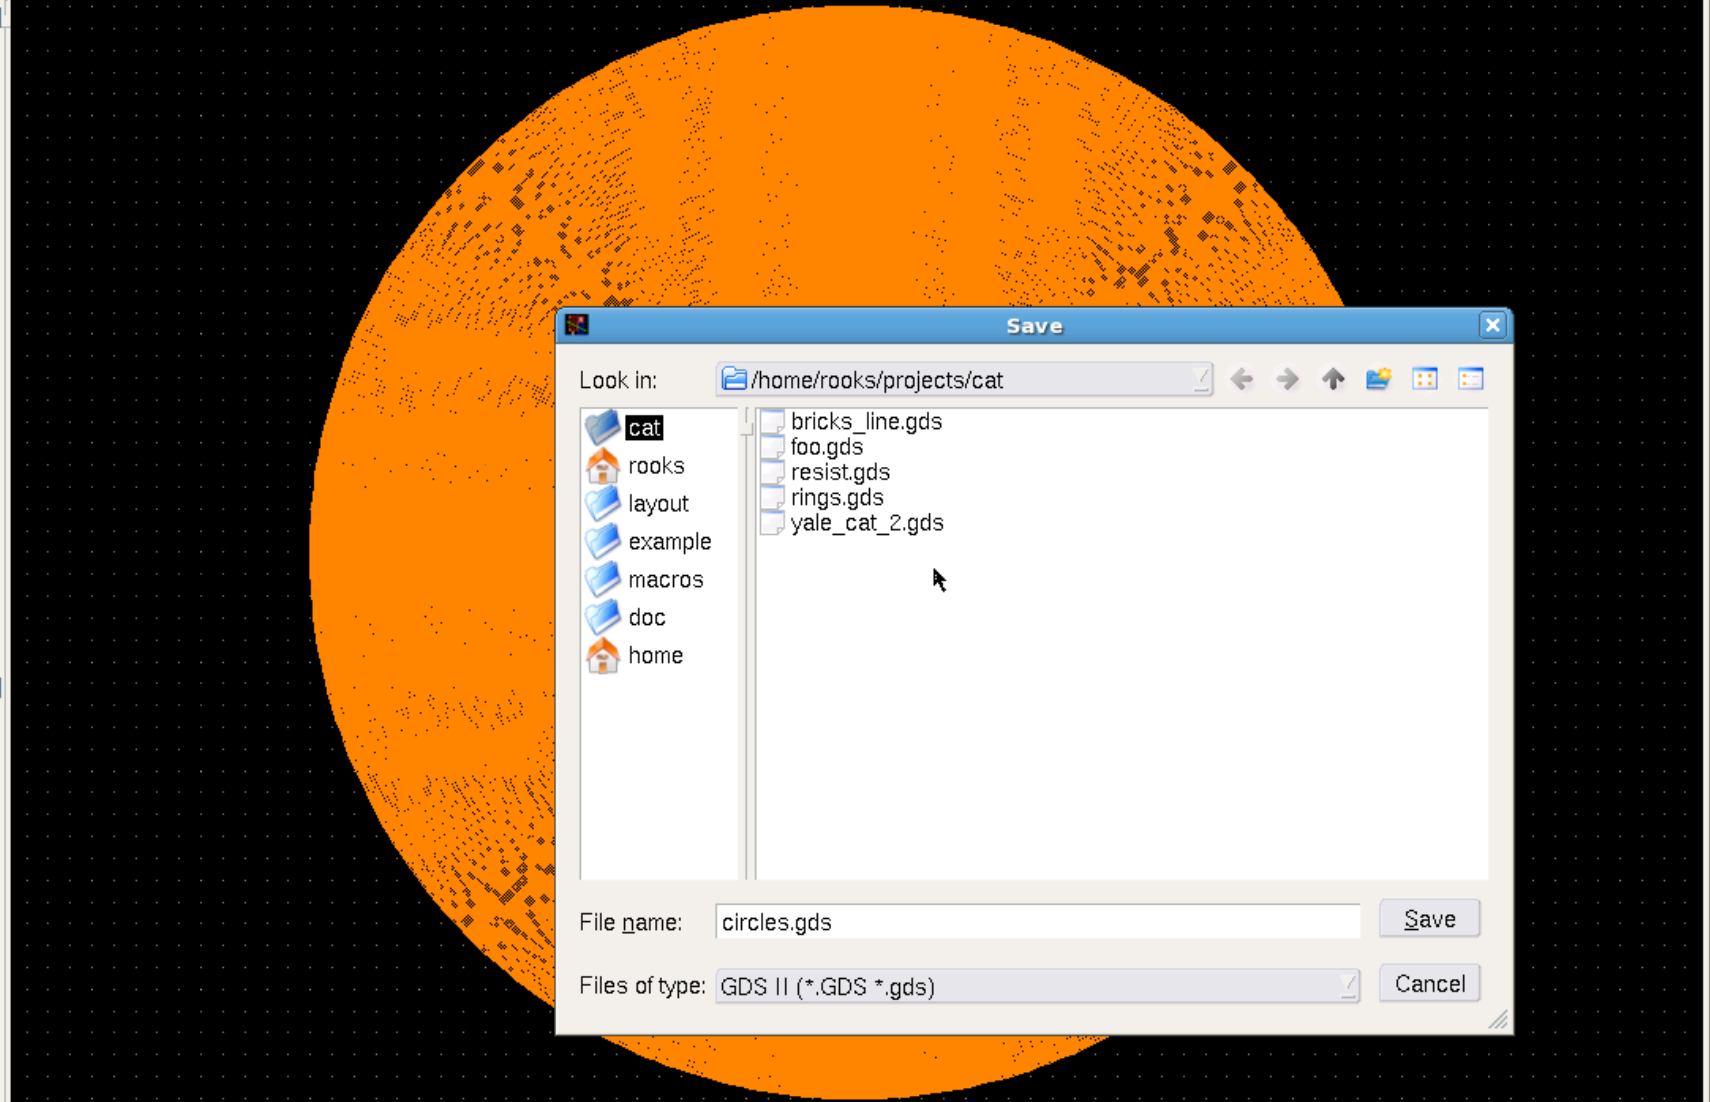 Save
Look in: /home/rooks/projects/cat
cat
rooks
layout
example
macros
doc
home
bricks_line.gds
foo.gds
resist.gds
rings.gds
yale_cat_2.gds
File name: circles.gds
Save
Files of type: GDS II (*.GDS *.gds)
Cancel